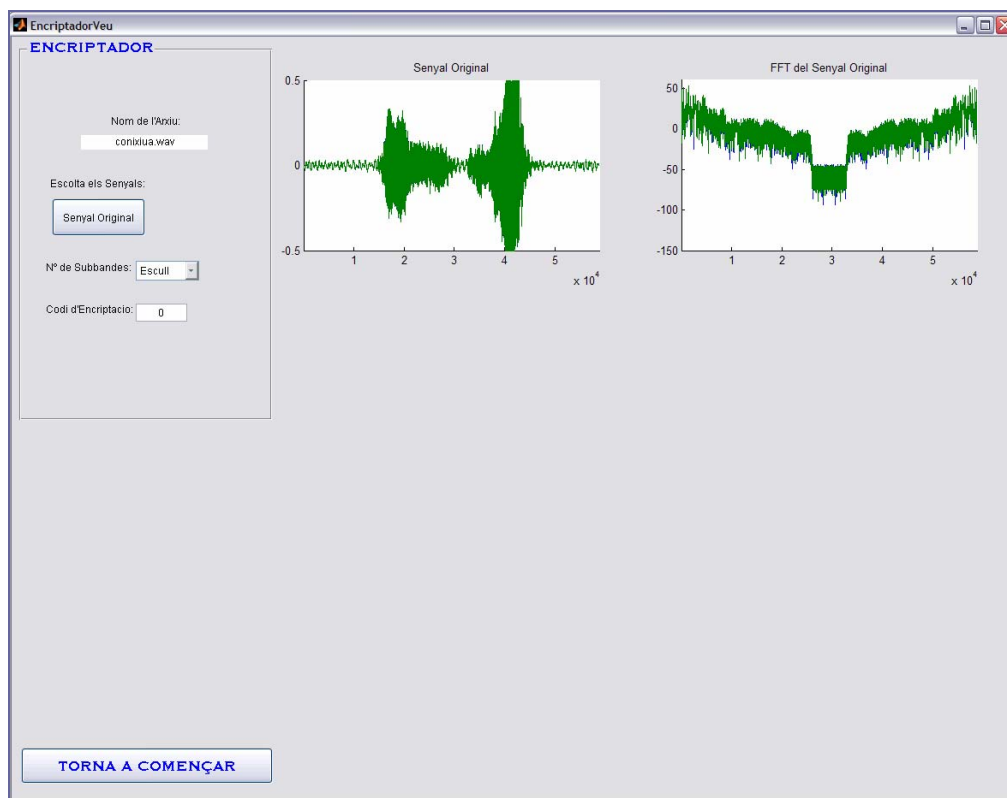 EncriptadorVeu
ENCRIPTADOR
Nom de l'Arxiu:
conixiua.wav
Escolta els Senyals:
Senyal Original
Nº de Subbandes: Escull
Codi d'Encriptacio: 0
Senyal Original
0.5
0
-0.5
1 2 3 4 5
x 10^4
FFT del Senyal Original
50
0
-50
-100
-150
1 2 3 4 5
x 10^4
TORNA A COMENÇAR